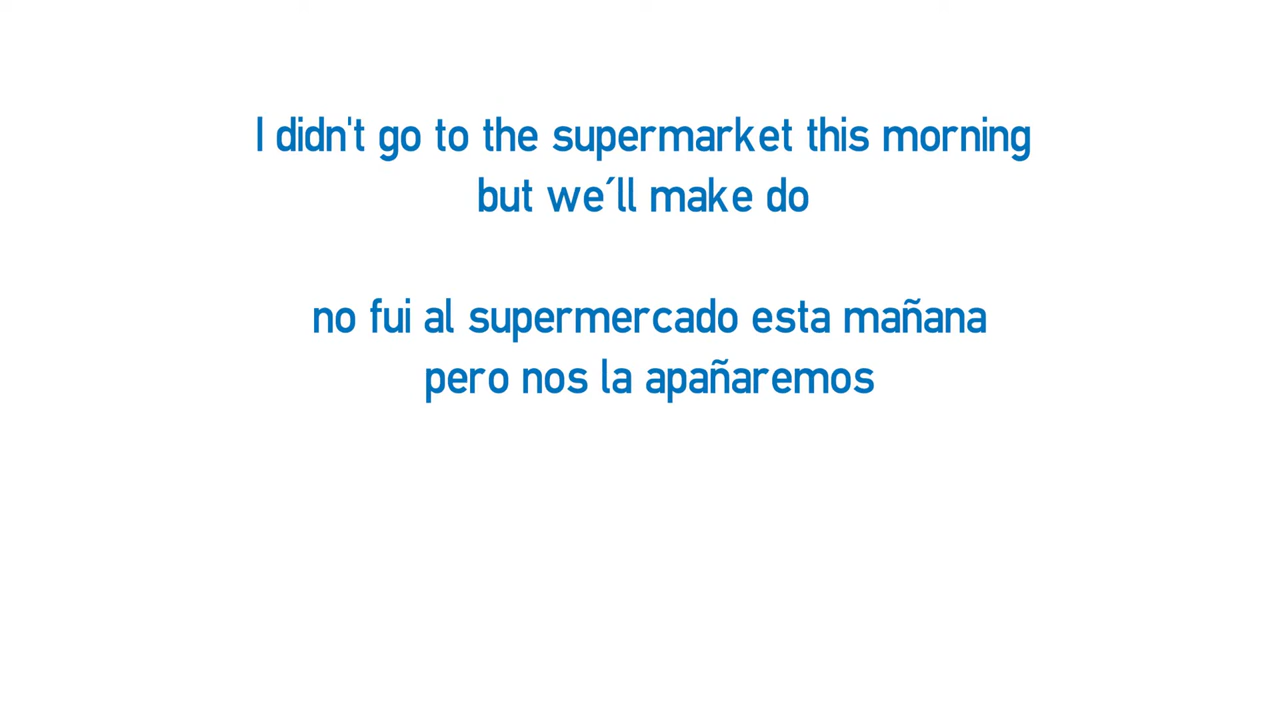 I didn't go to the supermarket this morning
but we´ll make do
no fui al supermercado esta mañana
pero nos la apañaremos